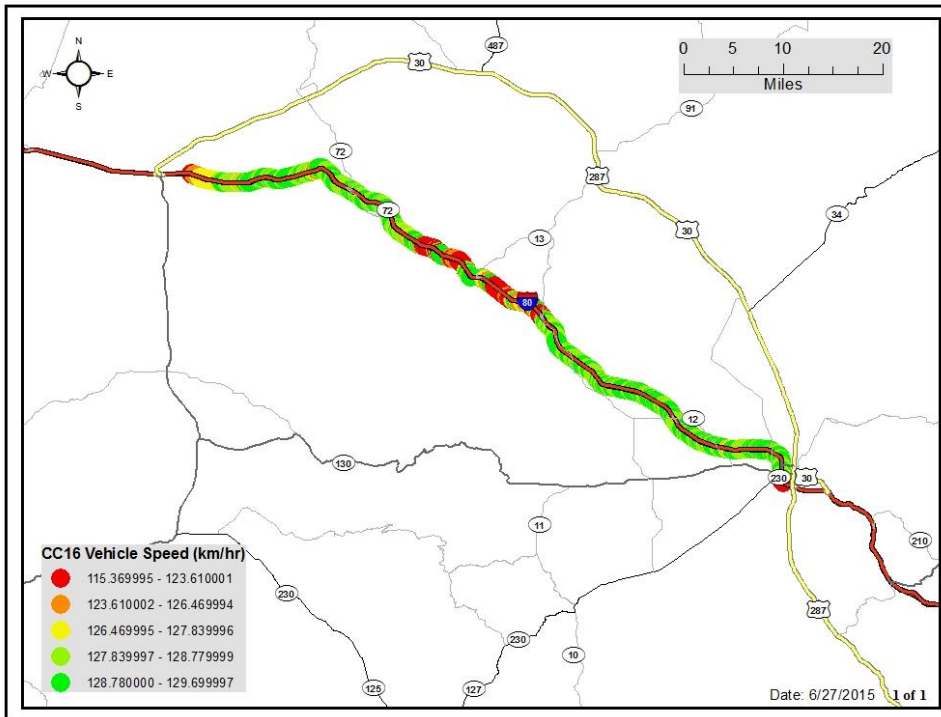 N
W E
S
487
30
0 5 10 20
Miles
91
72
287
72
34
13
30
80
12
130
230 30
11
210
CC16 Vehicle Speed (km/hr)
115.369995 - 123.610001
123.610002 - 126.469994
126.469995 - 127.839996
127.839997 - 128.779999
128.780000 - 129.699997
230
287
230
10
125
127
Date: 6/27/2015 1 of 1